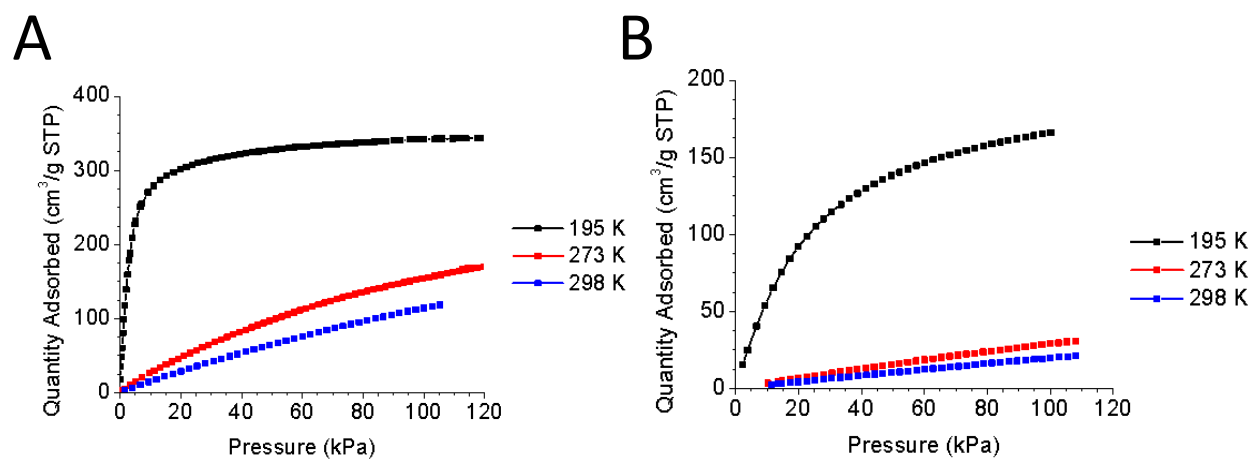 A
Quantity Adsorbed (cm³/g STP)
400
300
200
100
0
0 20 40 60 80 100 120
Pressure (kPa)
195 K
273 K
298 K
B
Quantity Adsorbed (cm³/g STP)
200
150
100
50
0
0 20 40 60 80 100 120
Pressure (kPa)
195 K
273 K
298 K